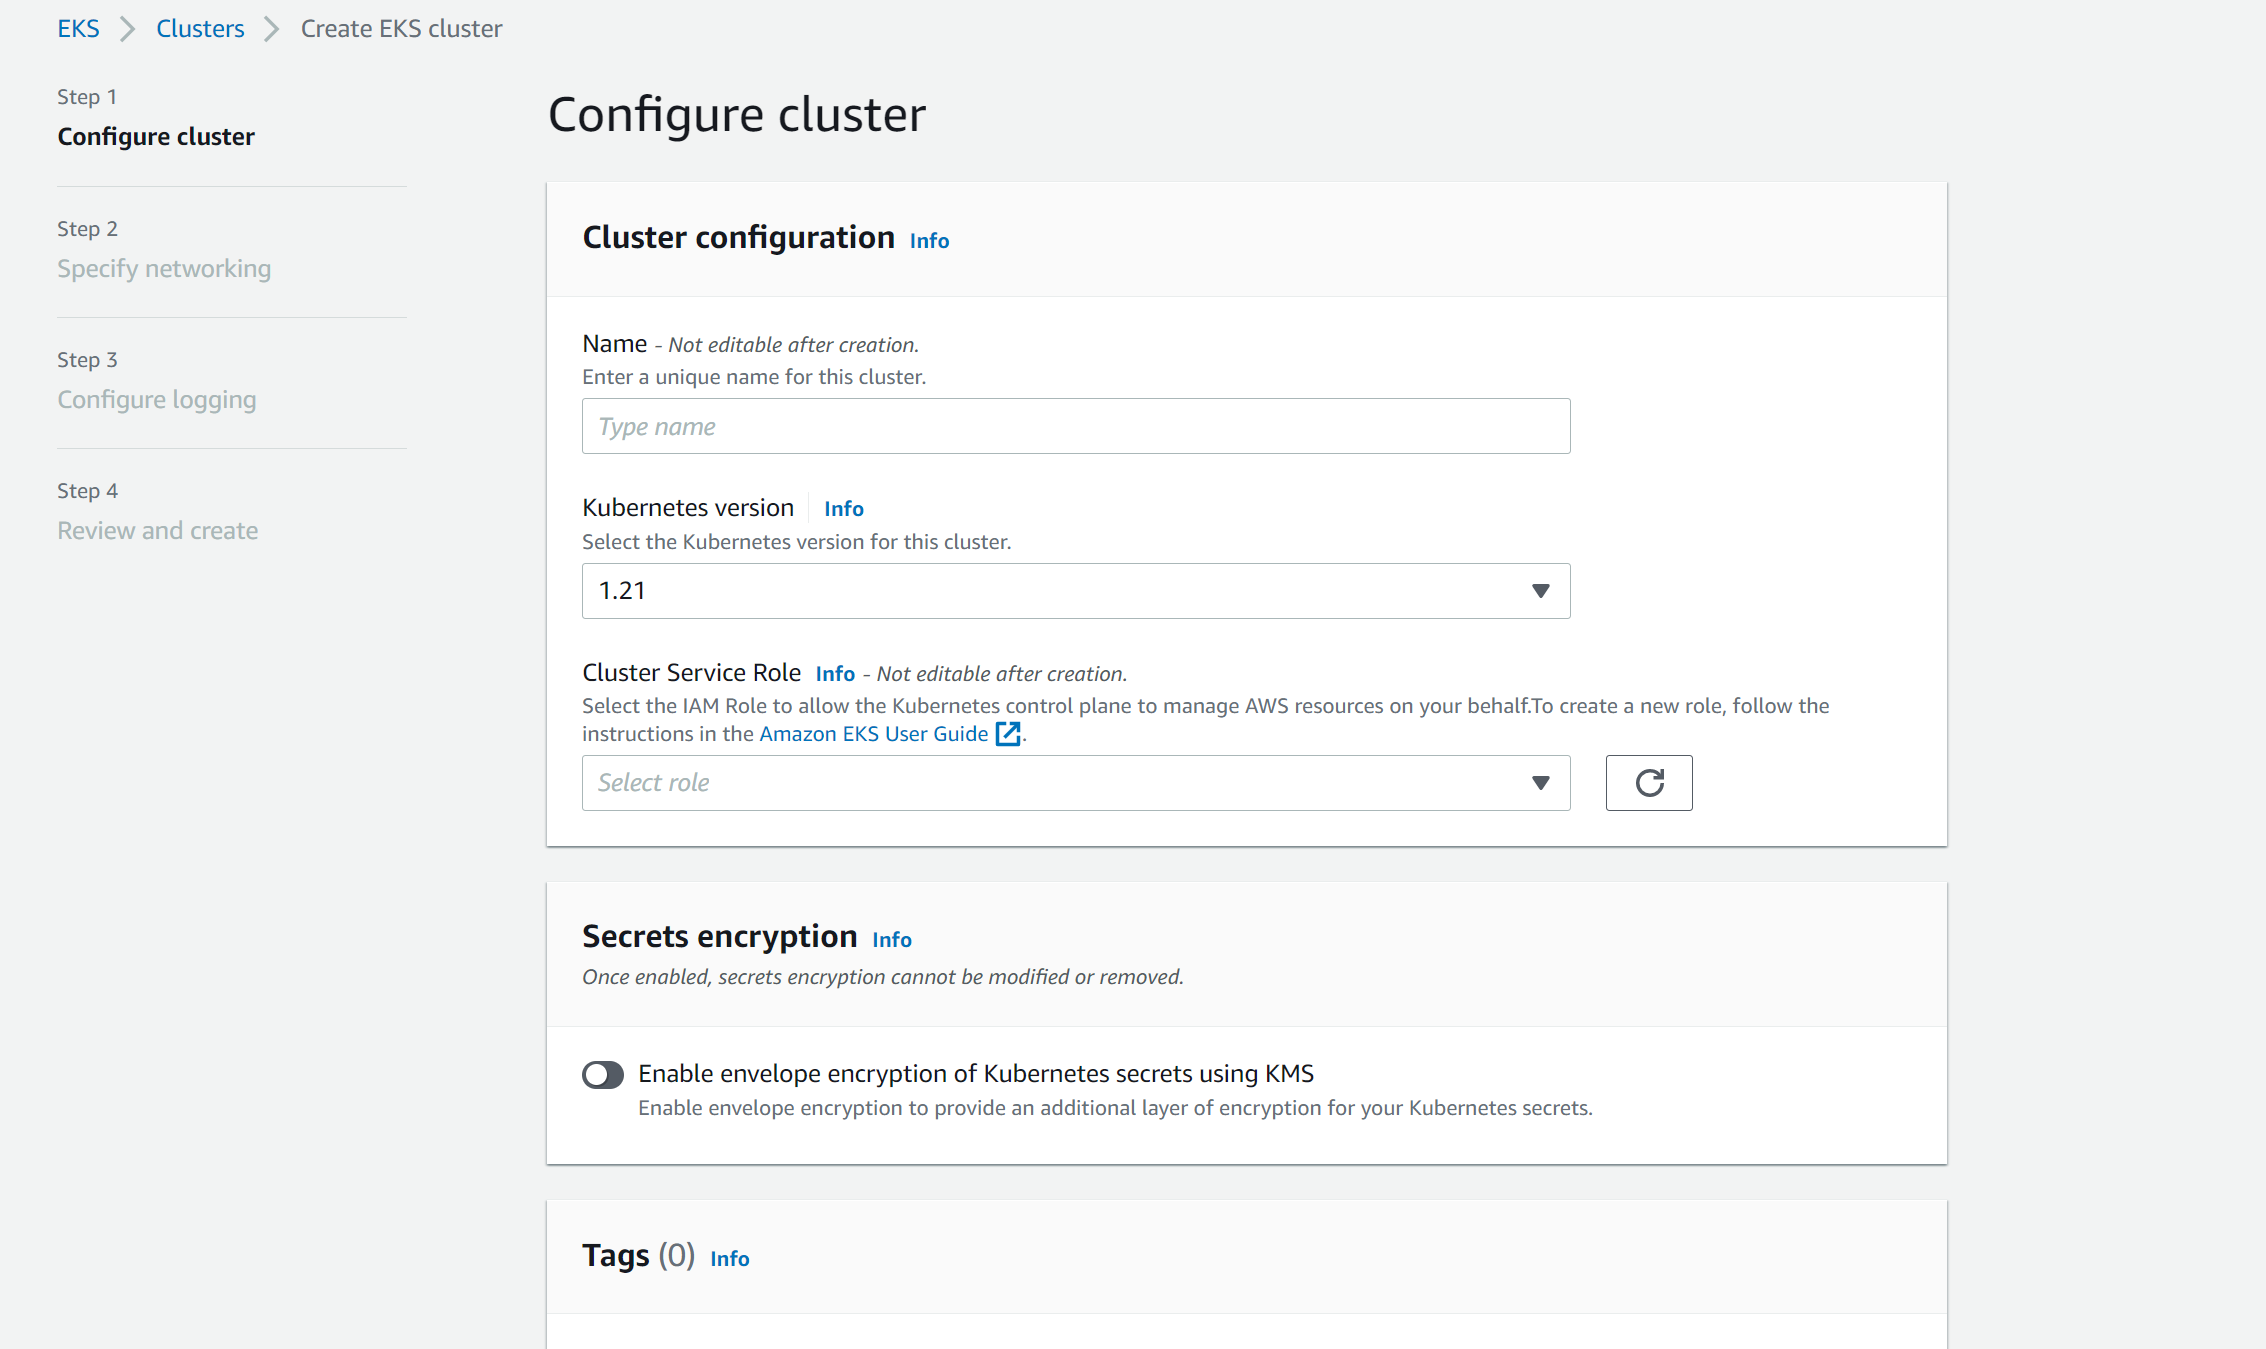 EKS > Clusters > Create EKS cluster
Step 1
Configure cluster
Step 2
Specify networking
Step 3
Configure logging
Step 4
Review and create
Configure cluster
Cluster configuration Info
Name - Not editable after creation.
Enter a unique name for this cluster.
Type name
Kubernetes version Info
Select the Kubernetes version for this cluster.
1.21
Cluster Service Role Info - Not editable after creation.
Select the IAM Role to allow the Kubernetes control plane to manage AWS resources on your behalf.To create a new role, follow the
instructions in the Amazon EKS User Guide .
Select role
Secrets encryption Info
Once enabled, secrets encryption cannot be modified or removed.
Enable envelope encryption of Kubernetes secrets using KMS
Enable envelope encryption to provide an additional layer of encryption for your Kubernetes secrets.
Tags (0) Info